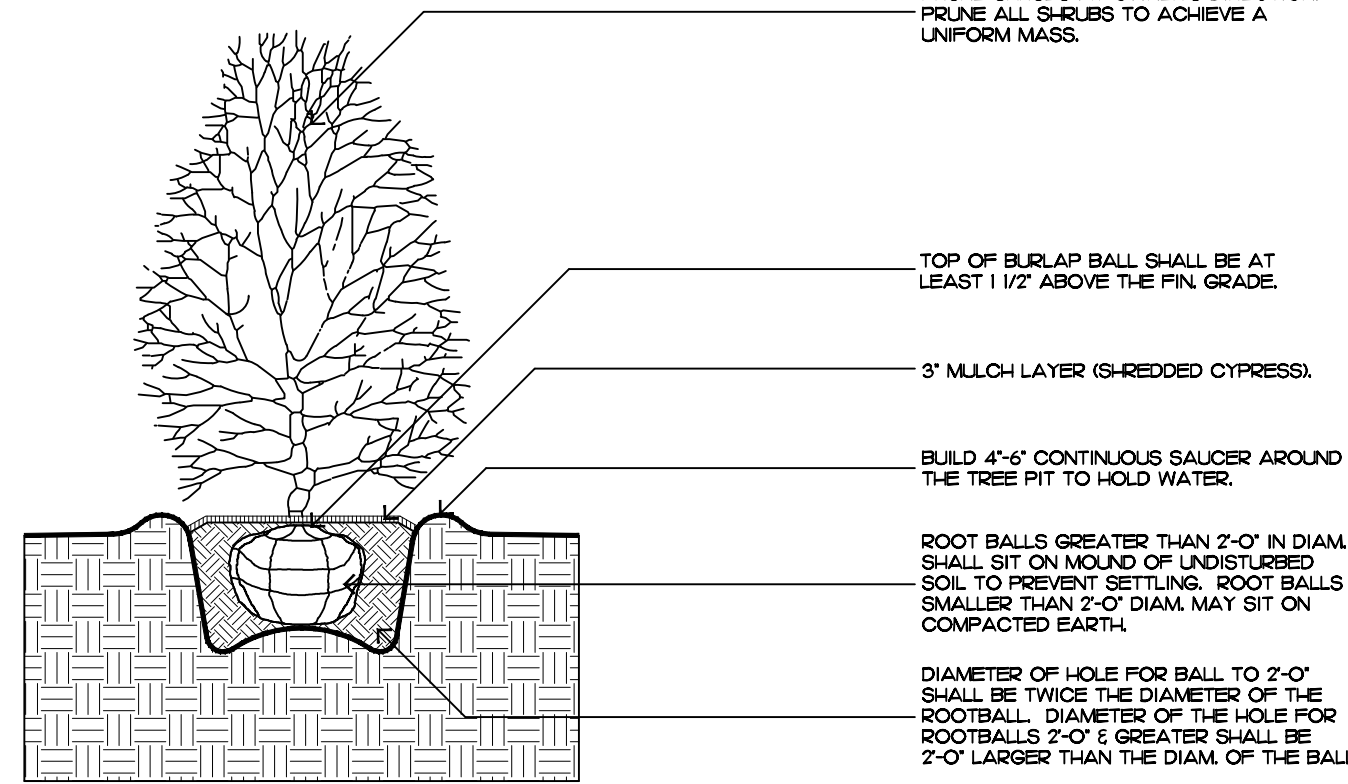 PRUNE ALL SHRUBS TO ACHIEVE A
UNIFORM MASS.
TOP OF BURLAP BALL SHALL BE AT
LEAST 1 1/2" ABOVE THE FIN. GRADE.
3" MULCH LAYER (SHREDDED CYPRESS).
BUILD 4"-6" CONTINUOUS SAUCER AROUND
THE TREE PIT TO HOLD WATER.
ROOT BALLS GREATER THAN 2'-0" IN DIAM.
SHALL SIT ON MOUND OF UNDISTURBED
SOIL TO PREVENT SETTLING. ROOT BALLS
SMALLER THAN 2'-0" DIAM. MAY SIT ON
COMPACTED EARTH.
DIAMETER OF HOLE FOR BALL TO 2'-0"
SHALL BE TWICE THE DIAMETER OF THE
ROOTBALL. DIAMETER OF THE HOLE FOR
ROOTBALLS 2'-0" & GREATER SHALL BE
2'-0" LARGER THAN THE DIAM. OF THE BALL